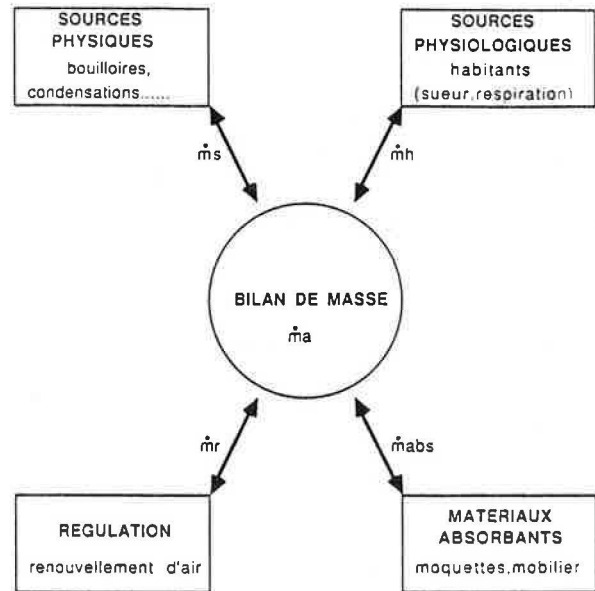 SOURCES
PHYSIQUES
bouilloires,
condensations......
SOURCES
PHYSIOLOGIQUES
habitants
(sueur,respiration)
ṁs
ṁh
BILAN DE MASSE
ṁa
ṁr
ṁabs
REGULATION
renouvellement d'air
MATERIAUX
ABSORBANTS
moquettes,mobilier